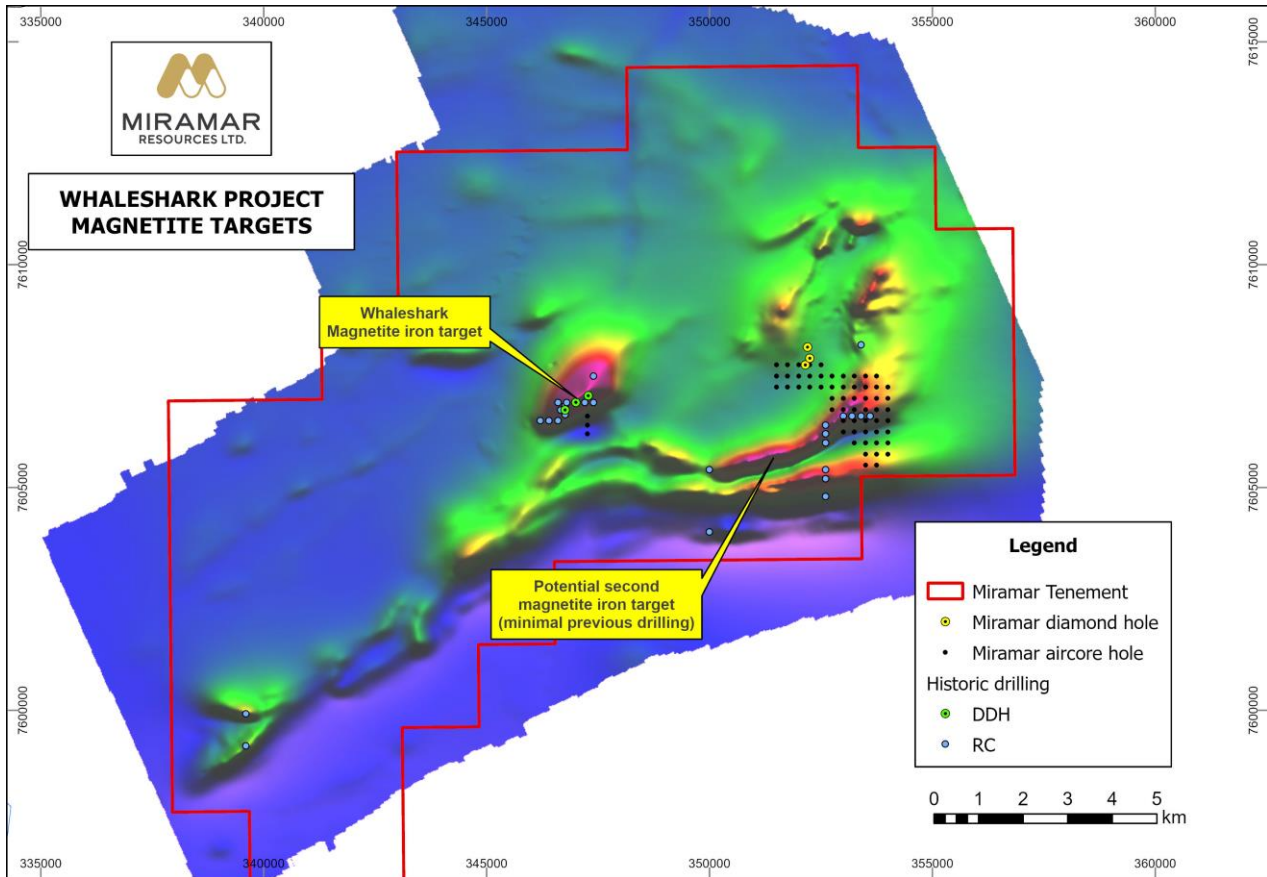 335000
340000
345000
350000
355000
360000
7615000
7615000
MIRAMAR
RESOURCES LTD.
WHALESHARK PROJECT
MAGNETITE TARGETS
7610000
7610000
Whaleshark
Magnetite iron target
7605000
7605000
Potential second
magnetite iron target
(minimal previous drilling)
Legend
Miramar Tenement
Miramar diamond hole
Miramar aircore hole
Historic drilling
DDH
RC
7600000
7600000
0 1 2 3 4 5
km
335000
340000
345000
350000
355000
360000